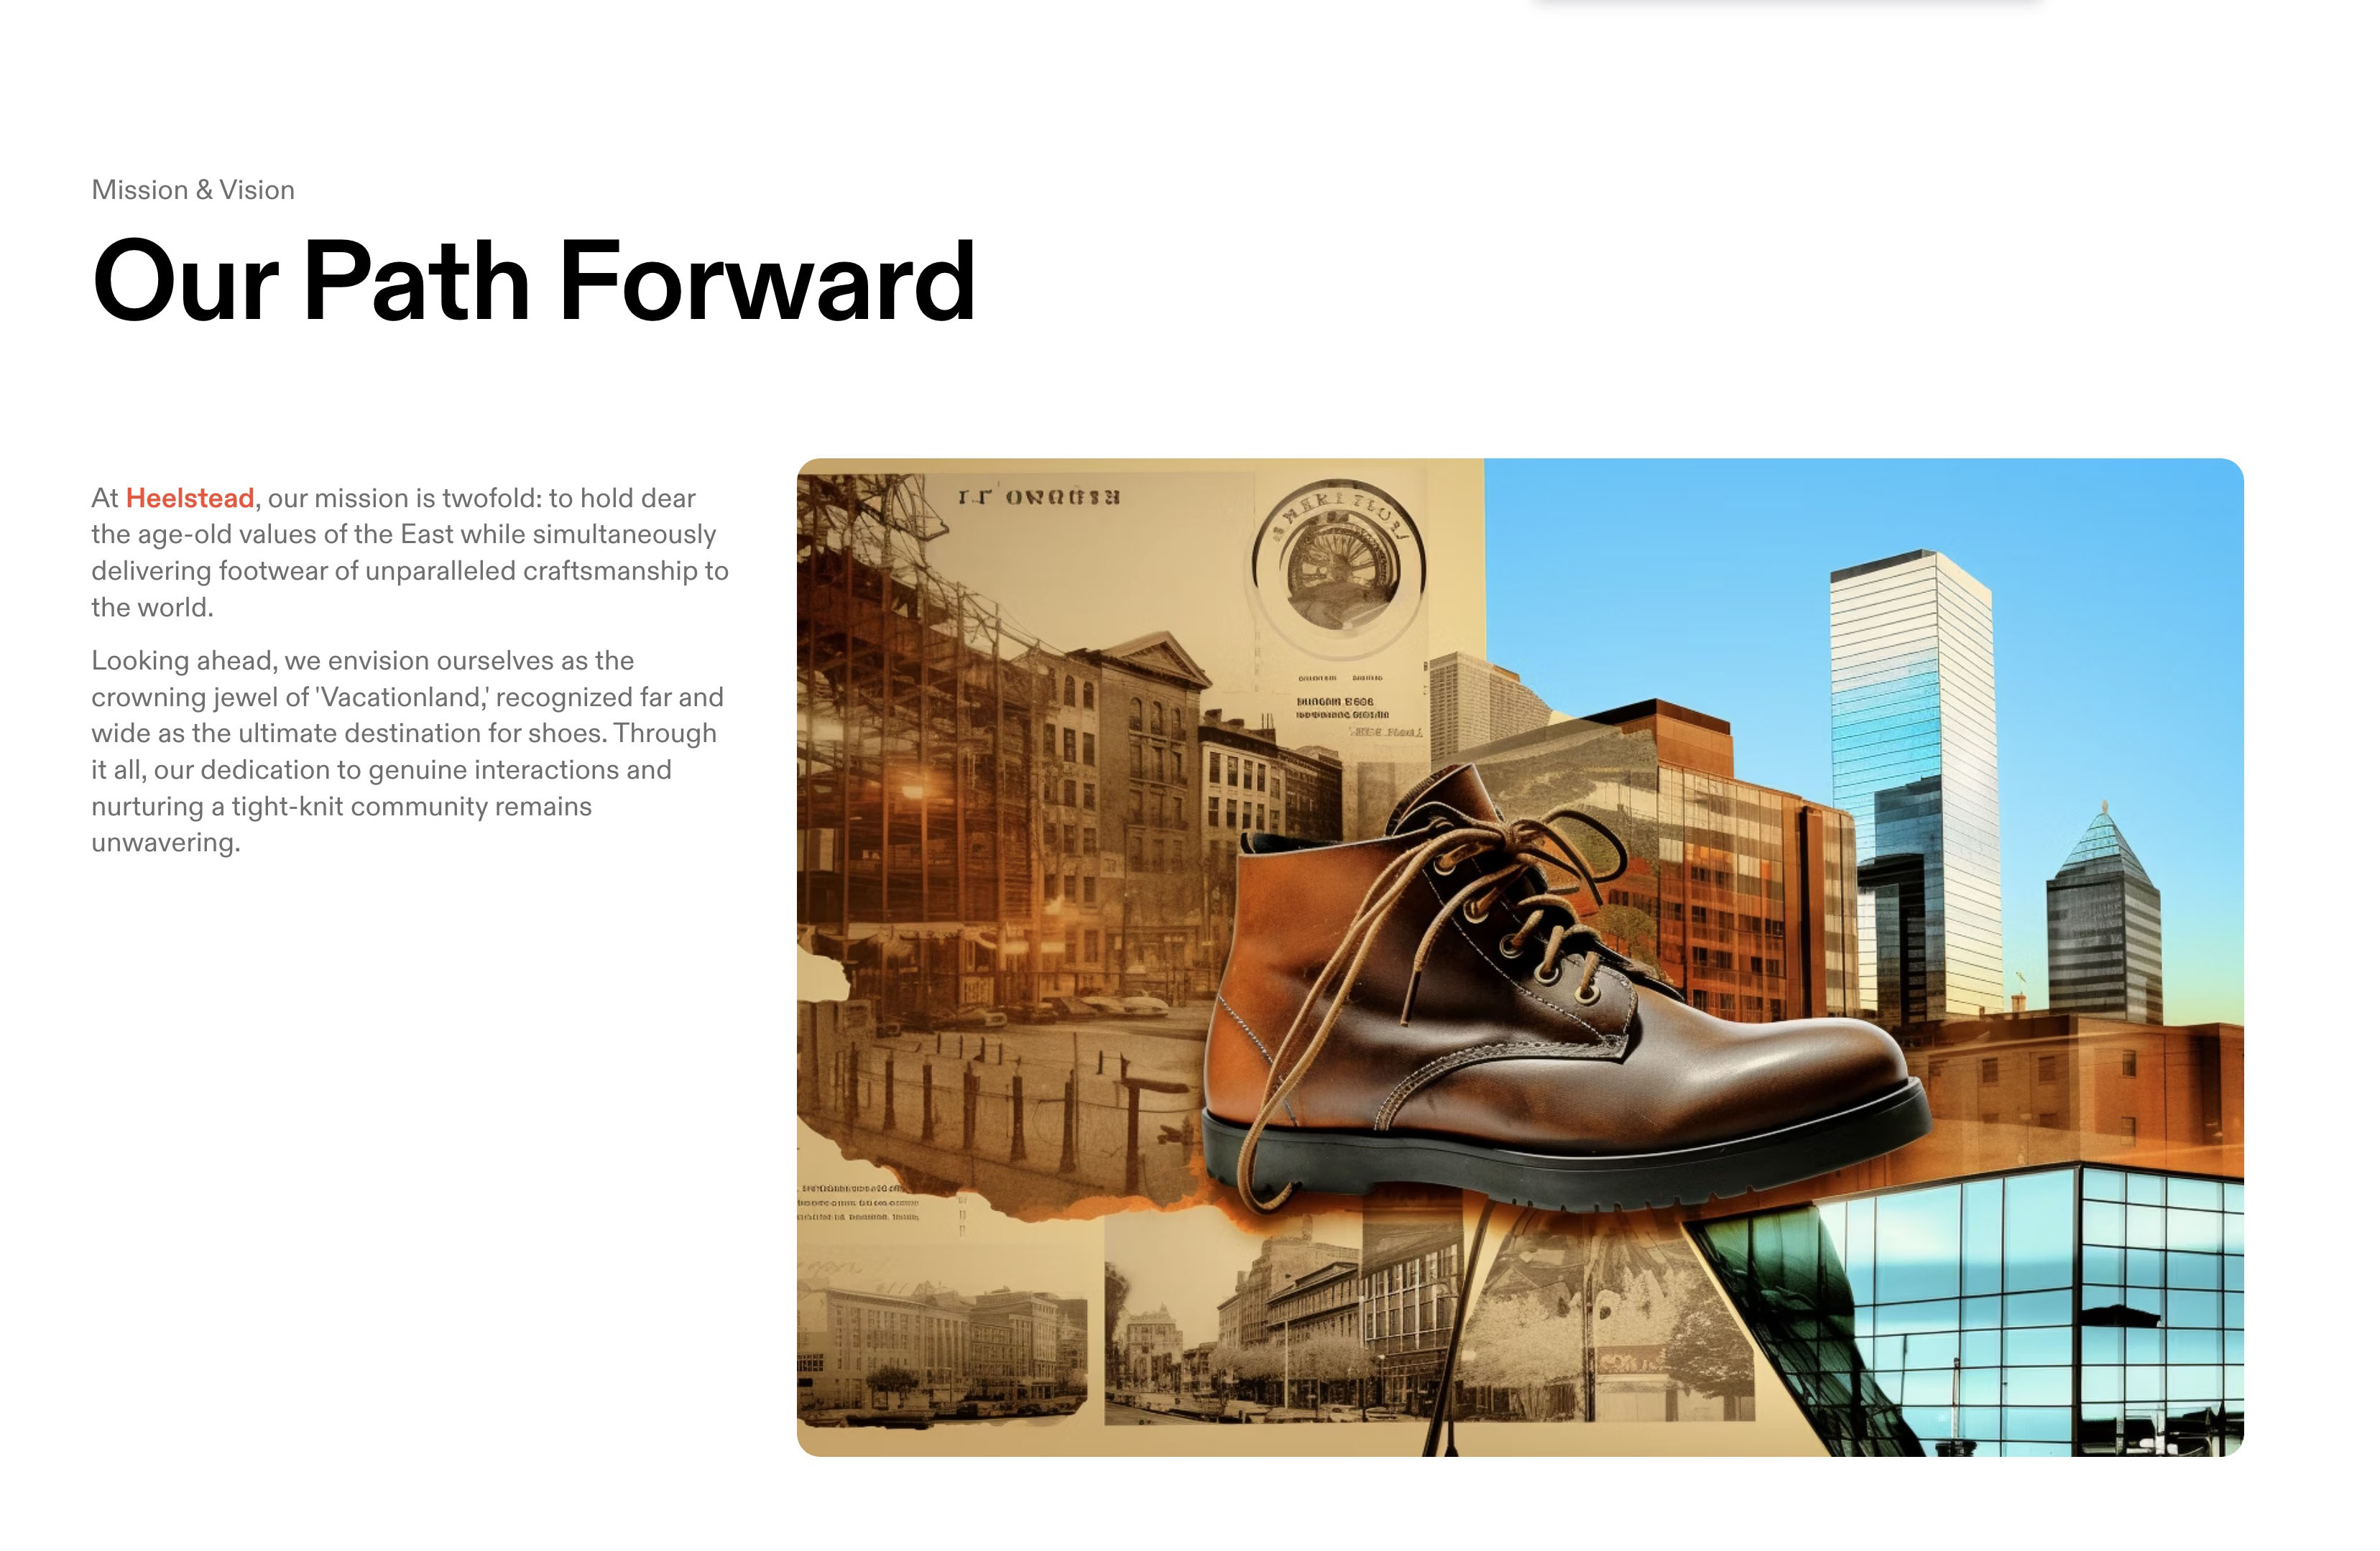 Mission & Vision
Our Path Forward
At Heelstead, our mission is twofold: to hold dear
the age-old values of the East while simultaneously
delivering footwear of unparalleled craftsmanship to
the world.
Looking ahead, we envision ourselves as the
crowning jewel of 'Vacationland,' recognized far and
wide as the ultimate destination for shoes. Through
it all, our dedication to genuine interactions and
nurturing a tight-knit community remains
unwavering.